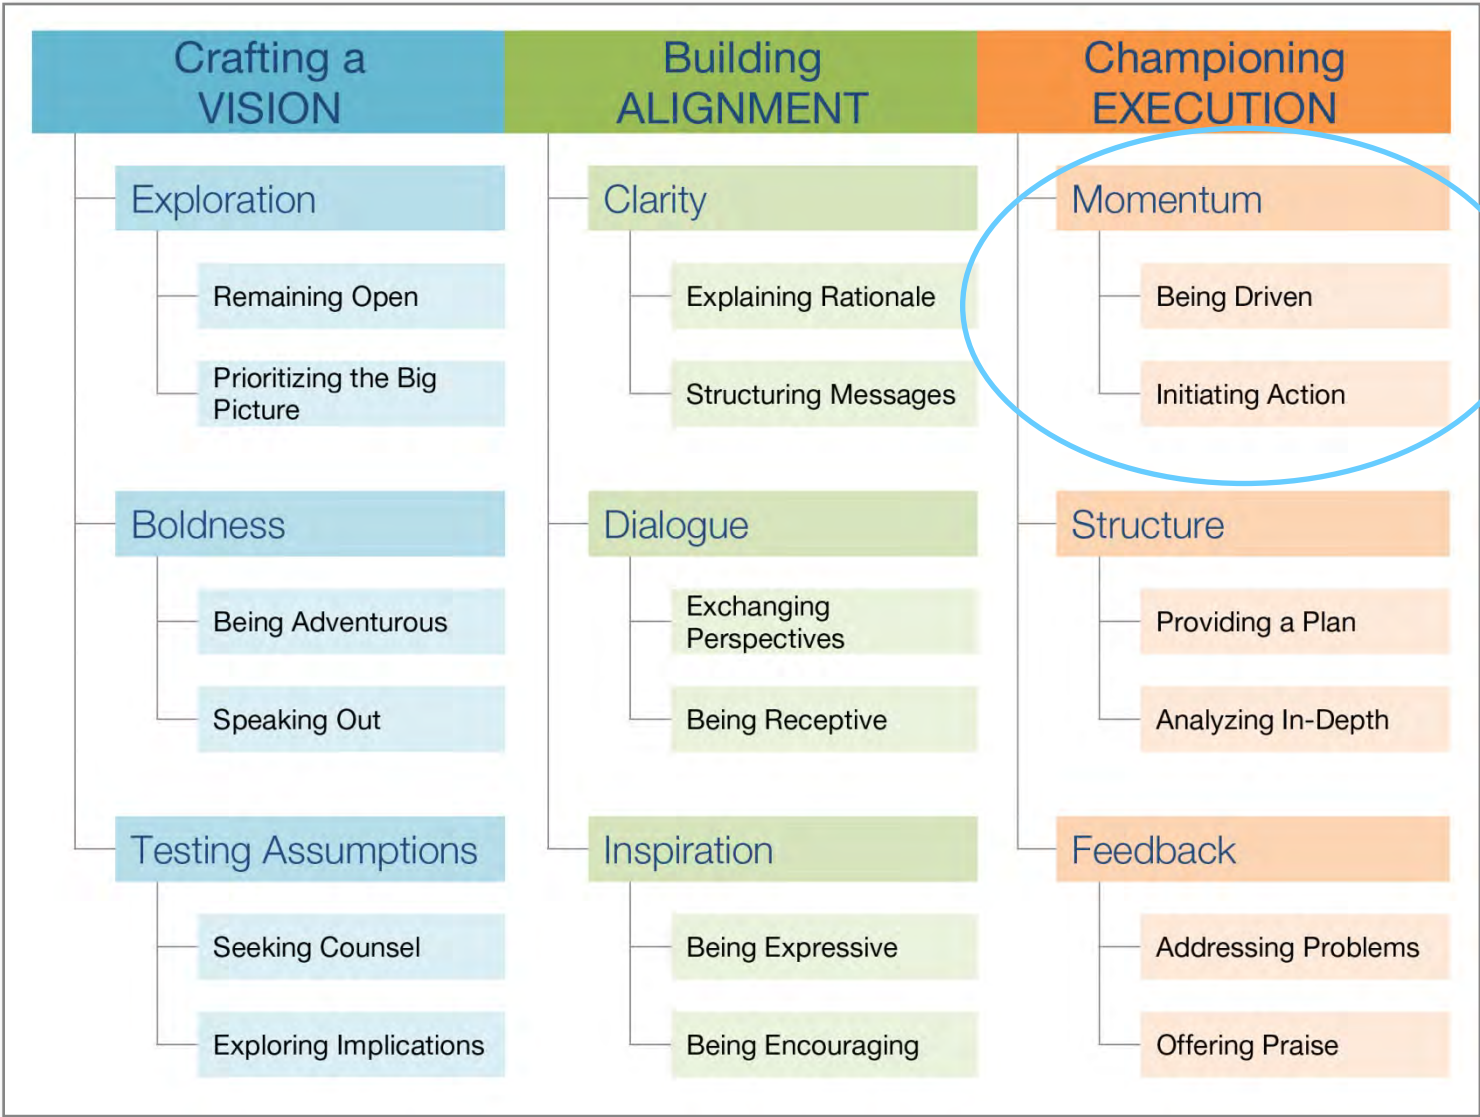 Crafting a
VISION
Exploration
Remaining Open
Prioritizing the Big
Picture
Boldness
Being Adventurous
Speaking Out
Testing Assumptions
Seeking Counsel
Exploring Implications
Building
ALIGNMENT
Clarity
Explaining Rationale
Structuring Messages
Dialogue
Exchanging
Perspectives
Being Receptive
Inspiration
Being Expressive
Being Encouraging
Championing
EXECUTION
Momentum
Being Driven
Initiating Action
Structure
Providing a Plan
Analyzing In-Depth
Feedback
Addressing Problems
Offering Praise